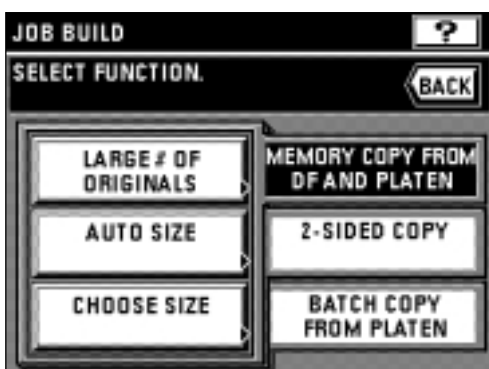 JOB BUILD
?
SELECT FUNCTION.
BACK
LARGE # OF
ORIGINALS
MEMORY COPY FROM
DF AND PLATEN
AUTO SIZE
2-SIDED COPY
CHOOSE SIZE
BATCH COPY
FROM PLATEN